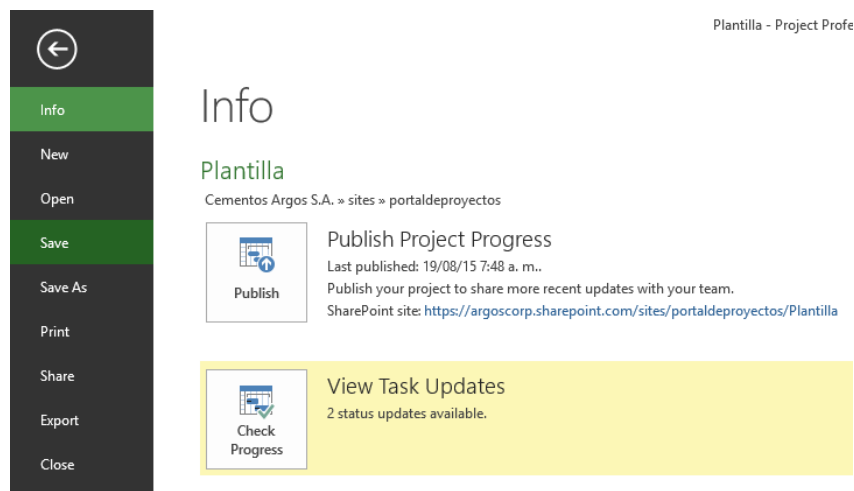 Plantilla - Project Profe
Info
Info
New
Plantilla
Open
Cementos Argos S.A. » sites » portaldeproyectos
Save
Publish Project Progress
Last published: 19/08/15 7:48 a. m..
Save As
Publish
Publish your project to share more recent updates with your team.
SharePoint site: https://argoscorp.sharepoint.com/sites/portaldeproyectos/Plantilla
Print
Share
View Task Updates
2 status updates available.
Export
Check
Progress
Close